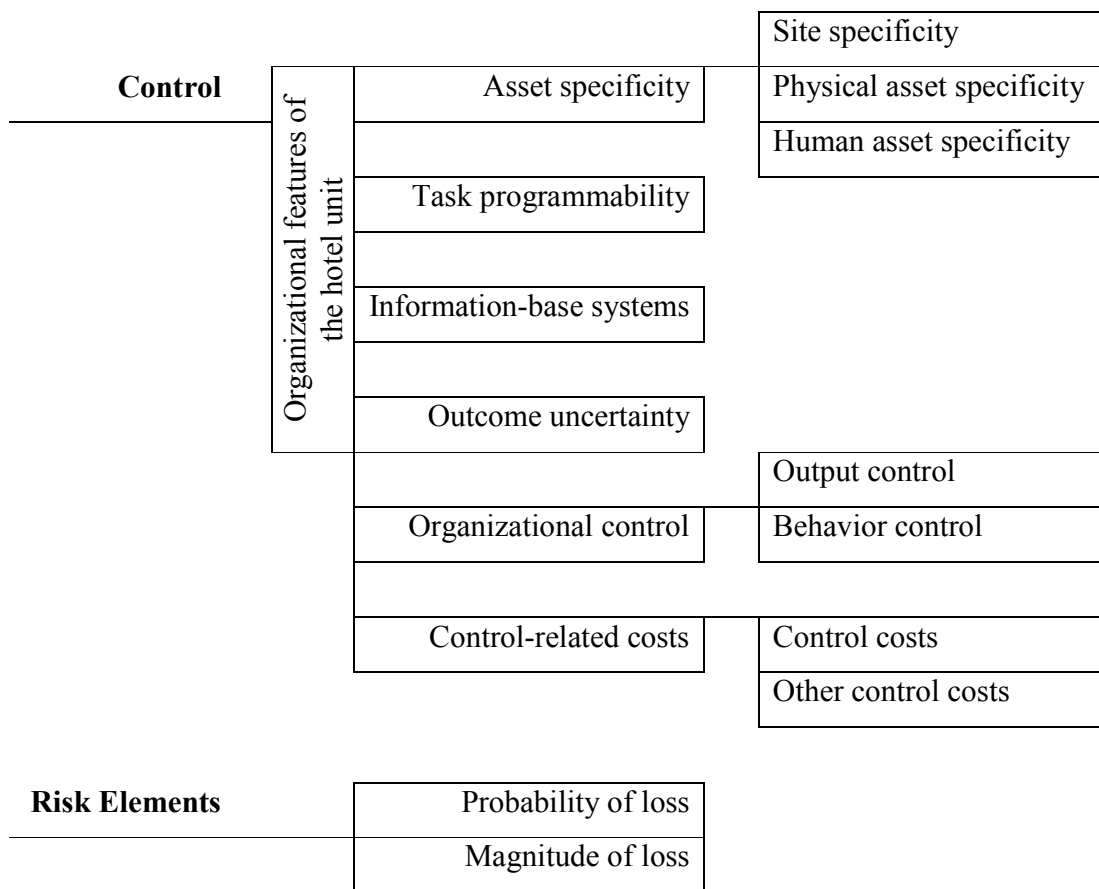 Site specificity
Control
Asset specificity
Physical asset specificity
Human asset specificity
Organizational features of
the hotel unit
Task programmability
Information-base systems
Outcome uncertainty
Output control
Organizational control
Behavior control
Control-related costs
Control costs
Other control costs
Risk Elements
Probability of loss
Magnitude of loss